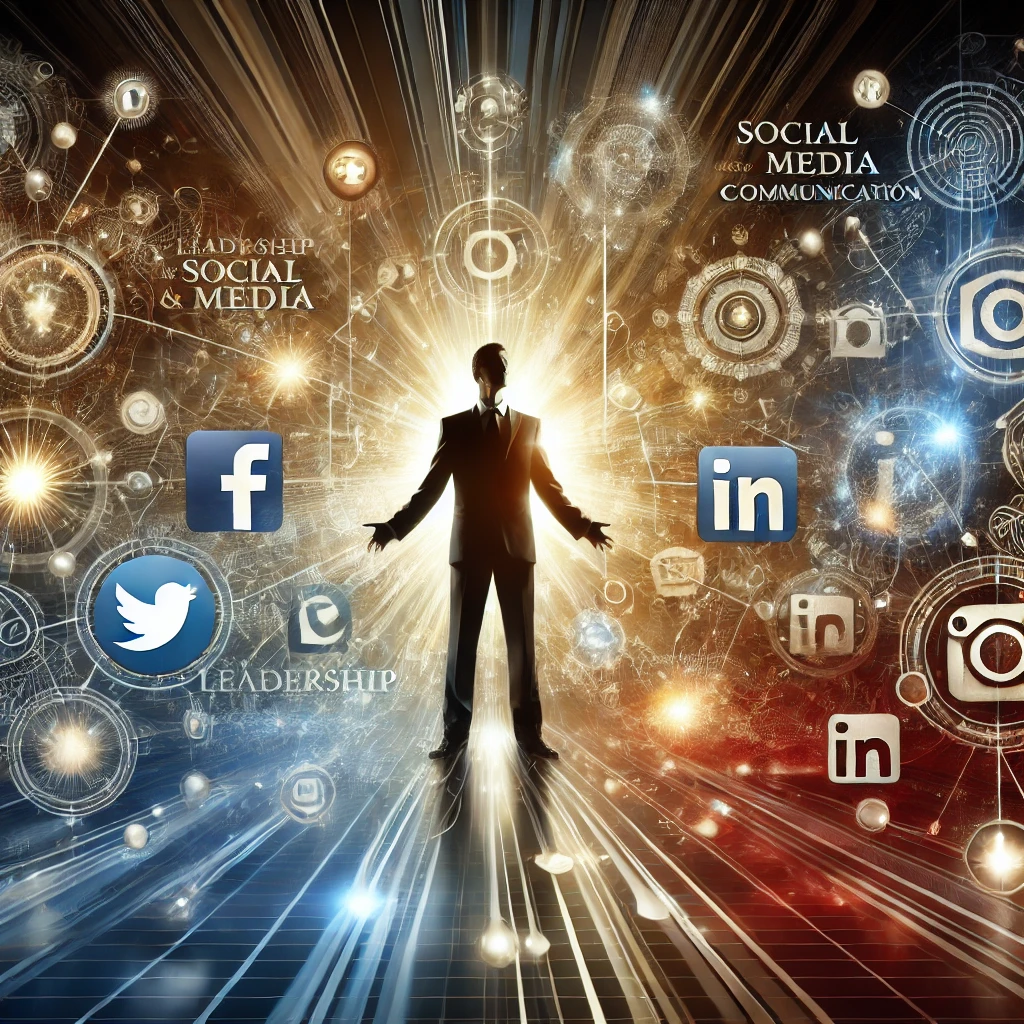 SOCIAL
MEDIA
COMMUNICATION
SOCIAL
& MEDIA
f
in
in
in
LEADERSHIP